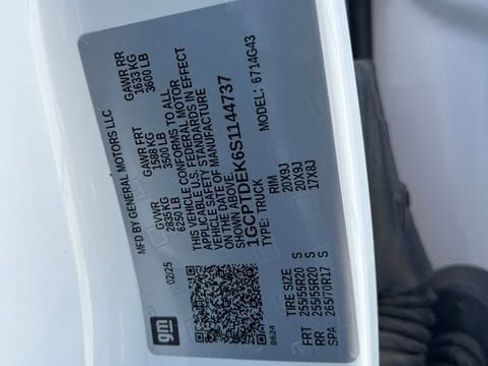 MFD BY GENERAL MOTORS LLC
02/25
GVWR
2835 KG
6250 LB
GAWR FRT
1588 KG
3500 LB
GAWR RR
1633 KG
3600 LB
THIS VEHICLE CONFORMS TO ALL
APPLICABLE U.S. FEDERAL MOTOR
VEHICLE SAFETY STANDARDS IN EFFECT
ON THE DATE OF MANUFACTURE
SHOWN ABOVE.
1GCPTDEK6S1144737
TYPE: TRUCK
MODEL: 6714G43
gm
8624
TIRE SIZE
RIM
FRT 255/55R20 S 20X9J
RR 255/55R20 S 20X9J
SPA 265/70R17 S 17X8J